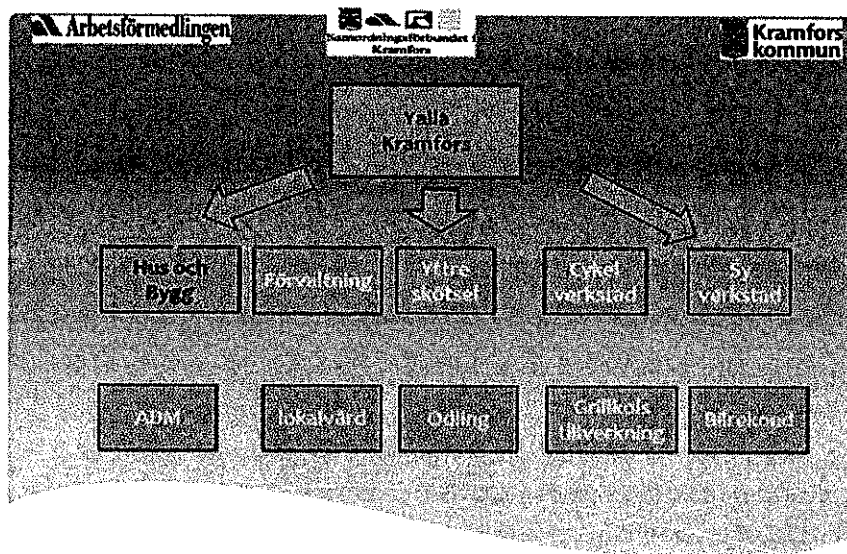 Arbetsförmedlingen
Samordningsförbundet i
Kramfors
Kramfors
kommun
Yalla
Kramfors
Hus och
Bygg
Förvaltning
Yttre
skötsel
Cykel
verkstad
Sy
verkstad
ADM
lokalvård
Odling
Grillkols
tillverkning
Bilrekond